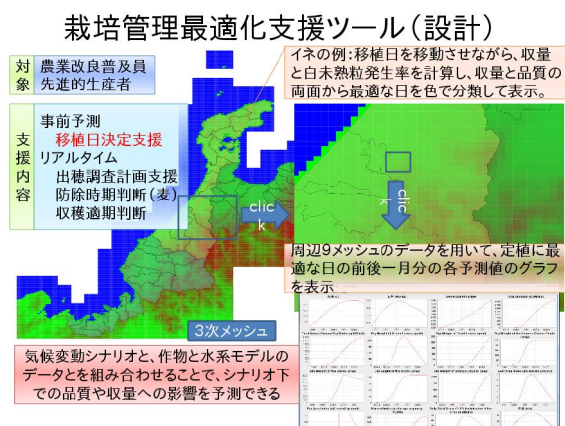 栽培管理最適化支援ツール（設計）
対象
農業改良普及員
先進的生産者
イネの例：移植日を移動させながら、収量
と白未熟粒発生率を計算し、収量と品質の
両面から最適な日を色で分類して表示。
支援内容
事前予測
移植日決定支援
リアルタイム
出穂調査計画支援
防除時期判断（麦）
収穫適期判断
clic
k
clic
k
周辺9メッシュのデータを用いて、定植に最
適な日の前後一月分の各予測値のグラフ
を表示
3次メッシュ
気候変動シナリオと、作物と水系モデルの
データとを組み合わせることで、シナリオ下
での品質や収量への影響を予測できる